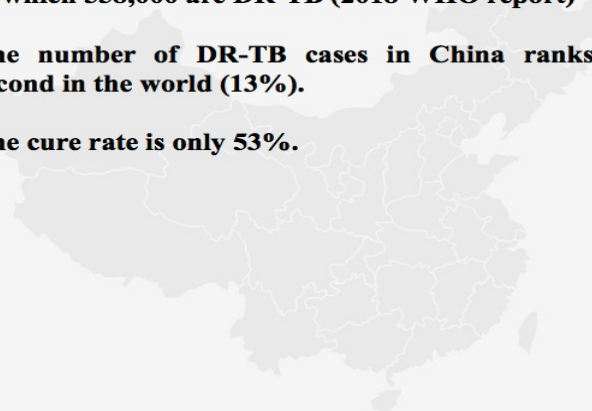 which 558,000 are DR-TB (2018 WHO report)
he number of DR-TB cases in China ranks
cond in the world (13%).
he cure rate is only 53%.